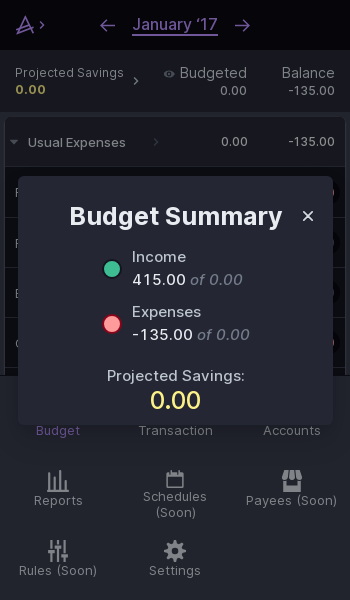 January ‘17
Projected Savings
Budgeted
Balance
0.00
0.00
-135.00
Usual Expenses
0.00
-135.00
Budget Summary
Income
415.00 of 0.00
Expenses
-135.00 of 0.00
Projected Savings:
0.00
Budget
Transaction
Accounts
Reports
Schedules
(Soon)
Payees (Soon)
Rules (Soon)
Settings